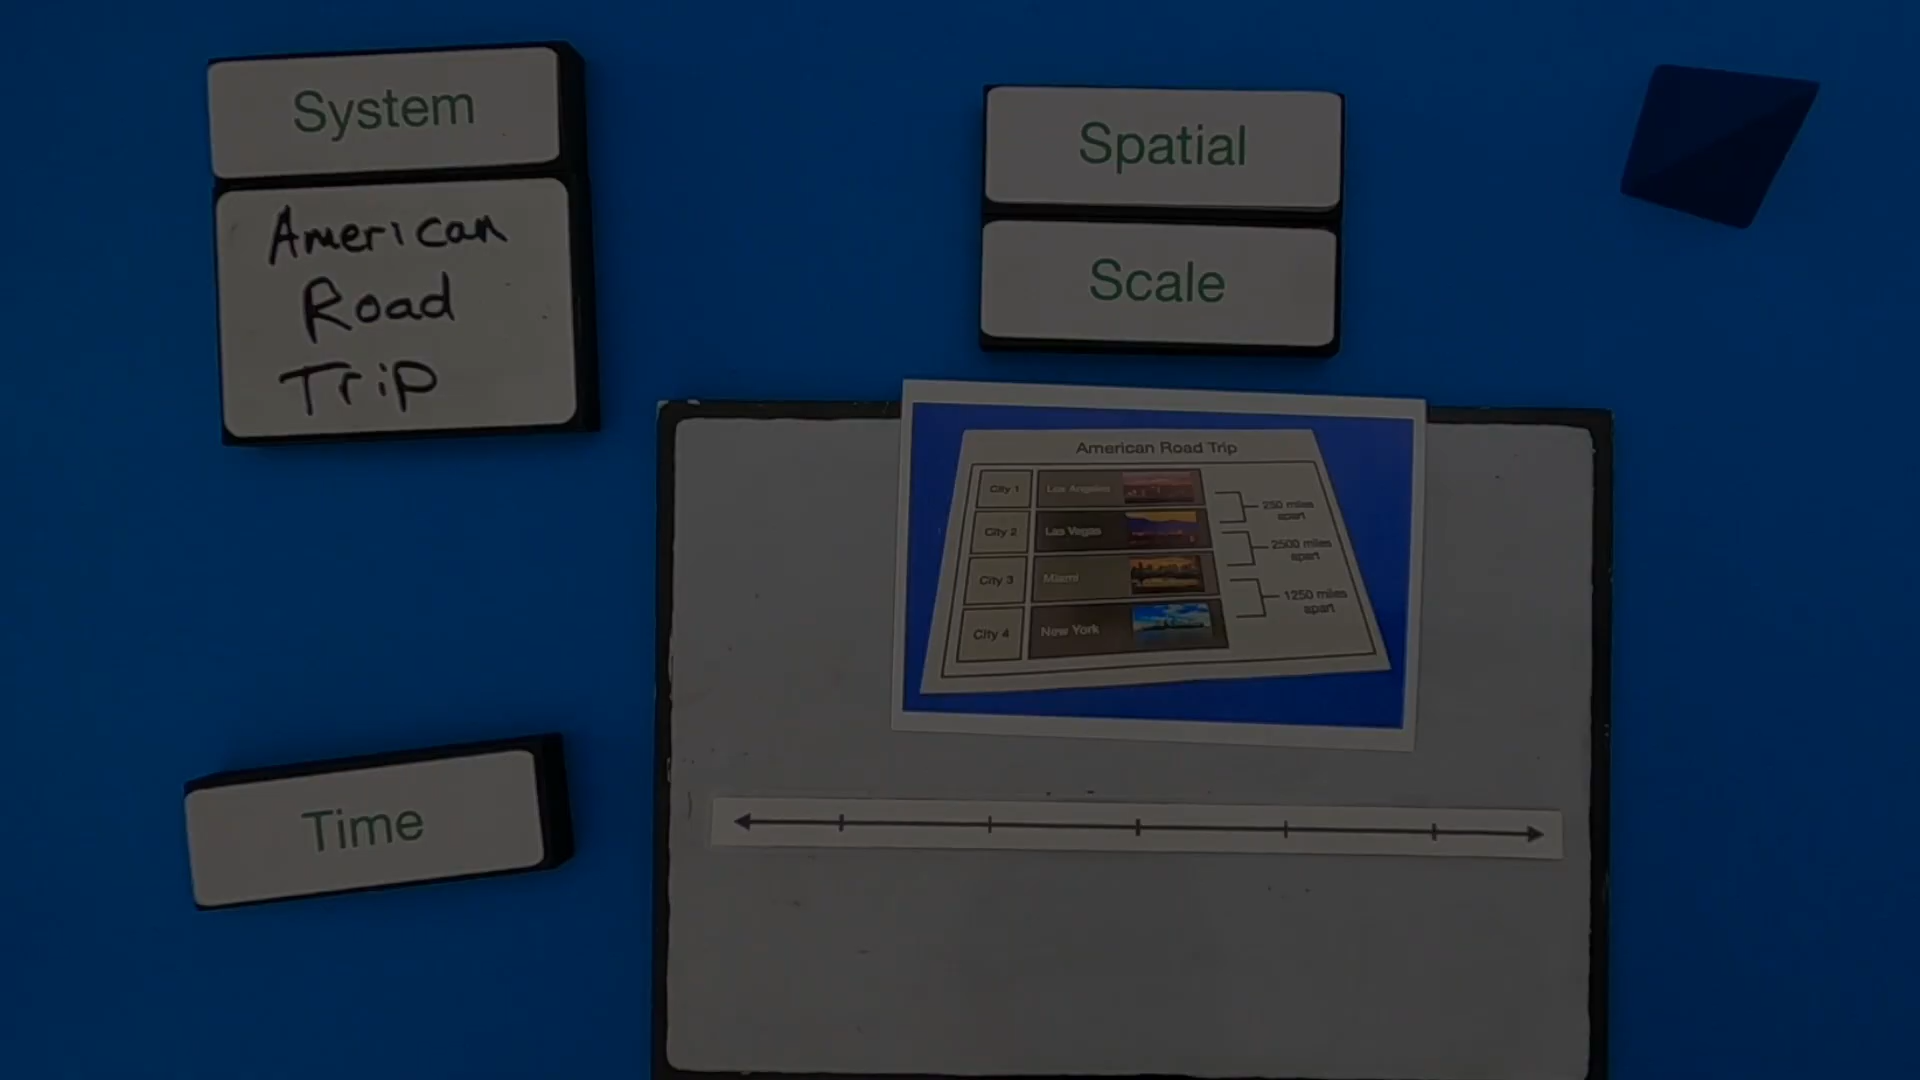 System
American
Road
Trip
Spatial
Scale
American Road Trip
City 1
Los Angeles
250 miles
apart
City 2
Las Vegas
2500 miles
apart
City 3
Miami
1250 miles
apart
City 4
New York
Time